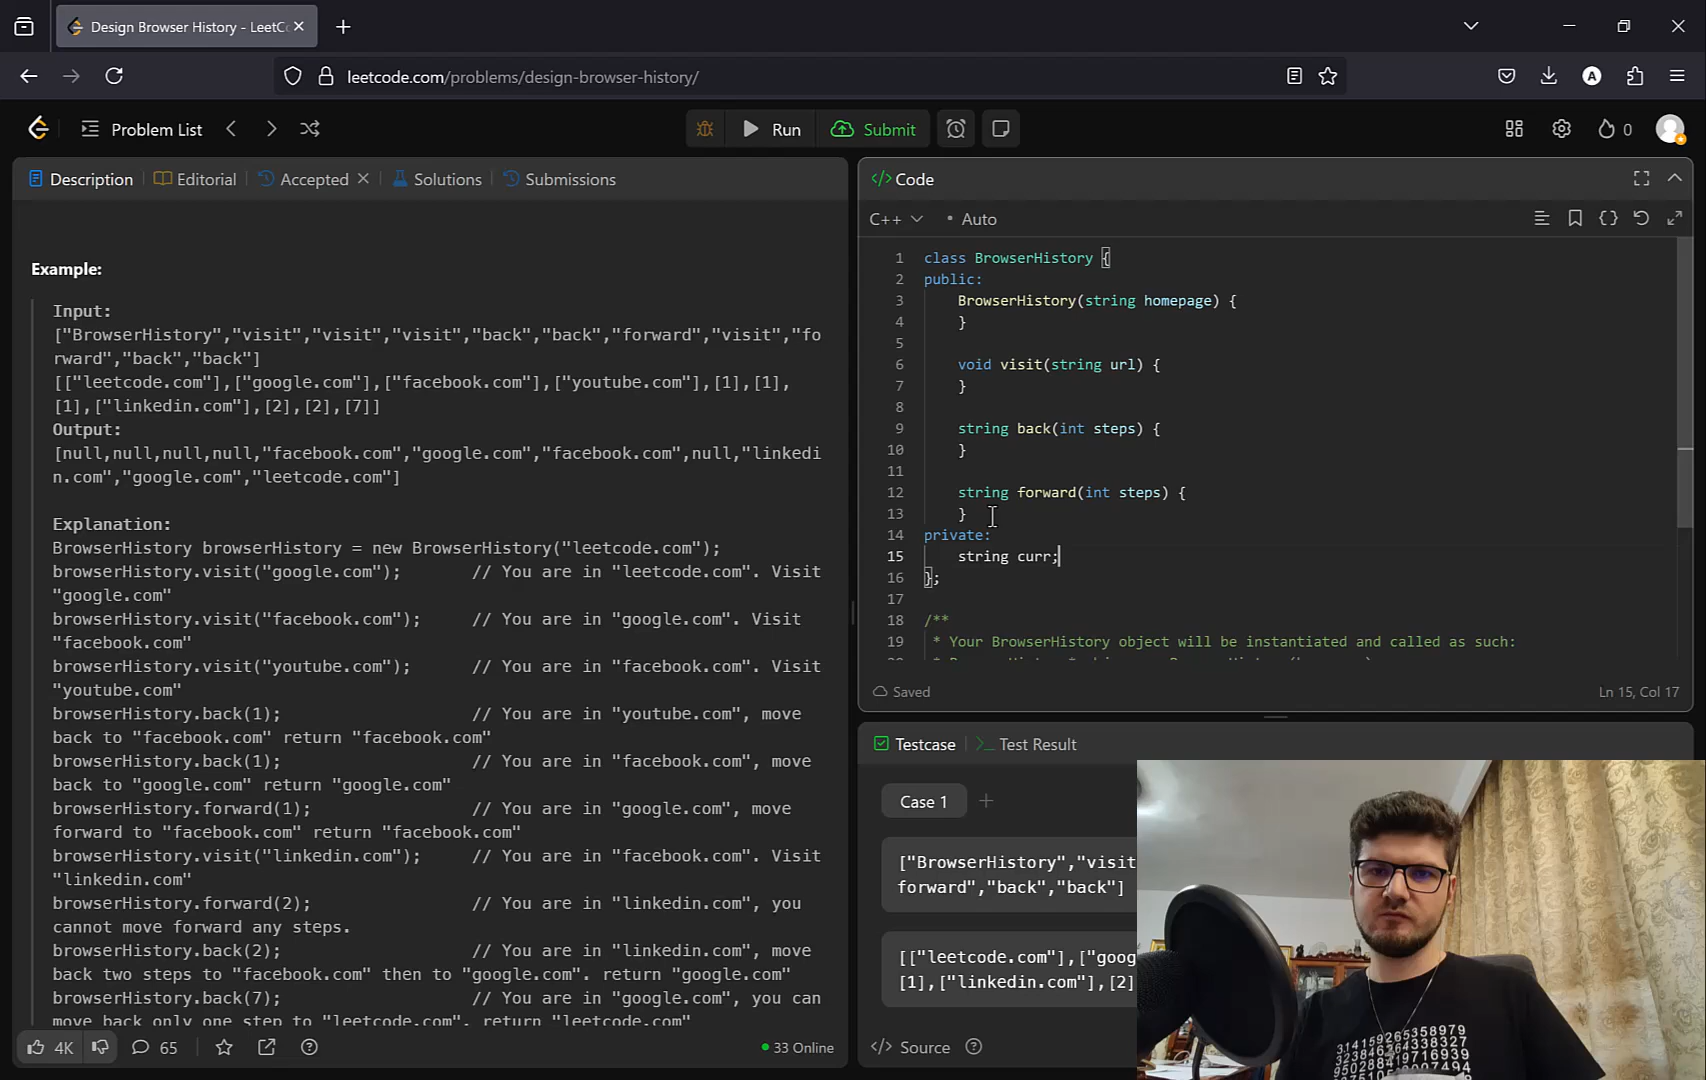 Design Browser History - LeetCo
leetcode.com/problems/design-browser-history/
A
Problem List
Run
Submit
0
Description
Editorial
Accepted
Solutions
Submissions
Example:
Input:
["BrowserHistory","visit","visit","visit","back","back","forward","visit","fo
rward","back","back"]
[["leetcode.com"],["google.com"],["facebook.com"],["youtube.com"],[1],[1],
[1],["linkedin.com"],[2],[2],[7]]
Output:
[null,null,null,null,"facebook.com","google.com","facebook.com",null,"linkedi
n.com","google.com","leetcode.com"]
Explanation:
BrowserHistory browserHistory = new BrowserHistory("leetcode.com");
browserHistory.visit("google.com");       // You are in "leetcode.com". Visit
"google.com"
browserHistory.visit("facebook.com");     // You are in "google.com". Visit
"facebook.com"
browserHistory.visit("youtube.com");      // You are in "facebook.com". Visit
"youtube.com"
browserHistory.back(1);                   // You are in "youtube.com", move
back to "facebook.com" return "facebook.com"
browserHistory.back(1);                   // You are in "facebook.com", move
back to "google.com" return "google.com"
browserHistory.forward(1);                // You are in "google.com", move
forward to "facebook.com" return "facebook.com"
browserHistory.visit("linkedin.com");     // You are in "facebook.com". Visit
"linkedin.com"
browserHistory.forward(2);                // You are in "linkedin.com", you
cannot move forward any steps.
browserHistory.back(2);                   // You are in "linkedin.com", move
back two steps to "facebook.com" then to "google.com". return "google.com"
browserHistory.back(7);                   // You are in "google.com", you can
move back only one step to "leetcode.com". return "leetcode.com"
4K
65
33 Online
</> Code
C++
Auto
1 class BrowserHistory {
2 public:
3     BrowserHistory(string homepage) {
4     }
5
6     void visit(string url) {
7     }
8
9     string back(int steps) {
10     }
11
12     string forward(int steps) {
13     }
14 private:
15     string curr;
16 };
17
18 /**
19  * Your BrowserHistory object will be instantiated and called as such:
Saved
Ln 15, Col 17
Testcase
Test Result
Case 1
["BrowserHistory","visit
forward","back","back"]
[["leetcode.com"],["goog
[1],["linkedin.com"],[2]
</> Source